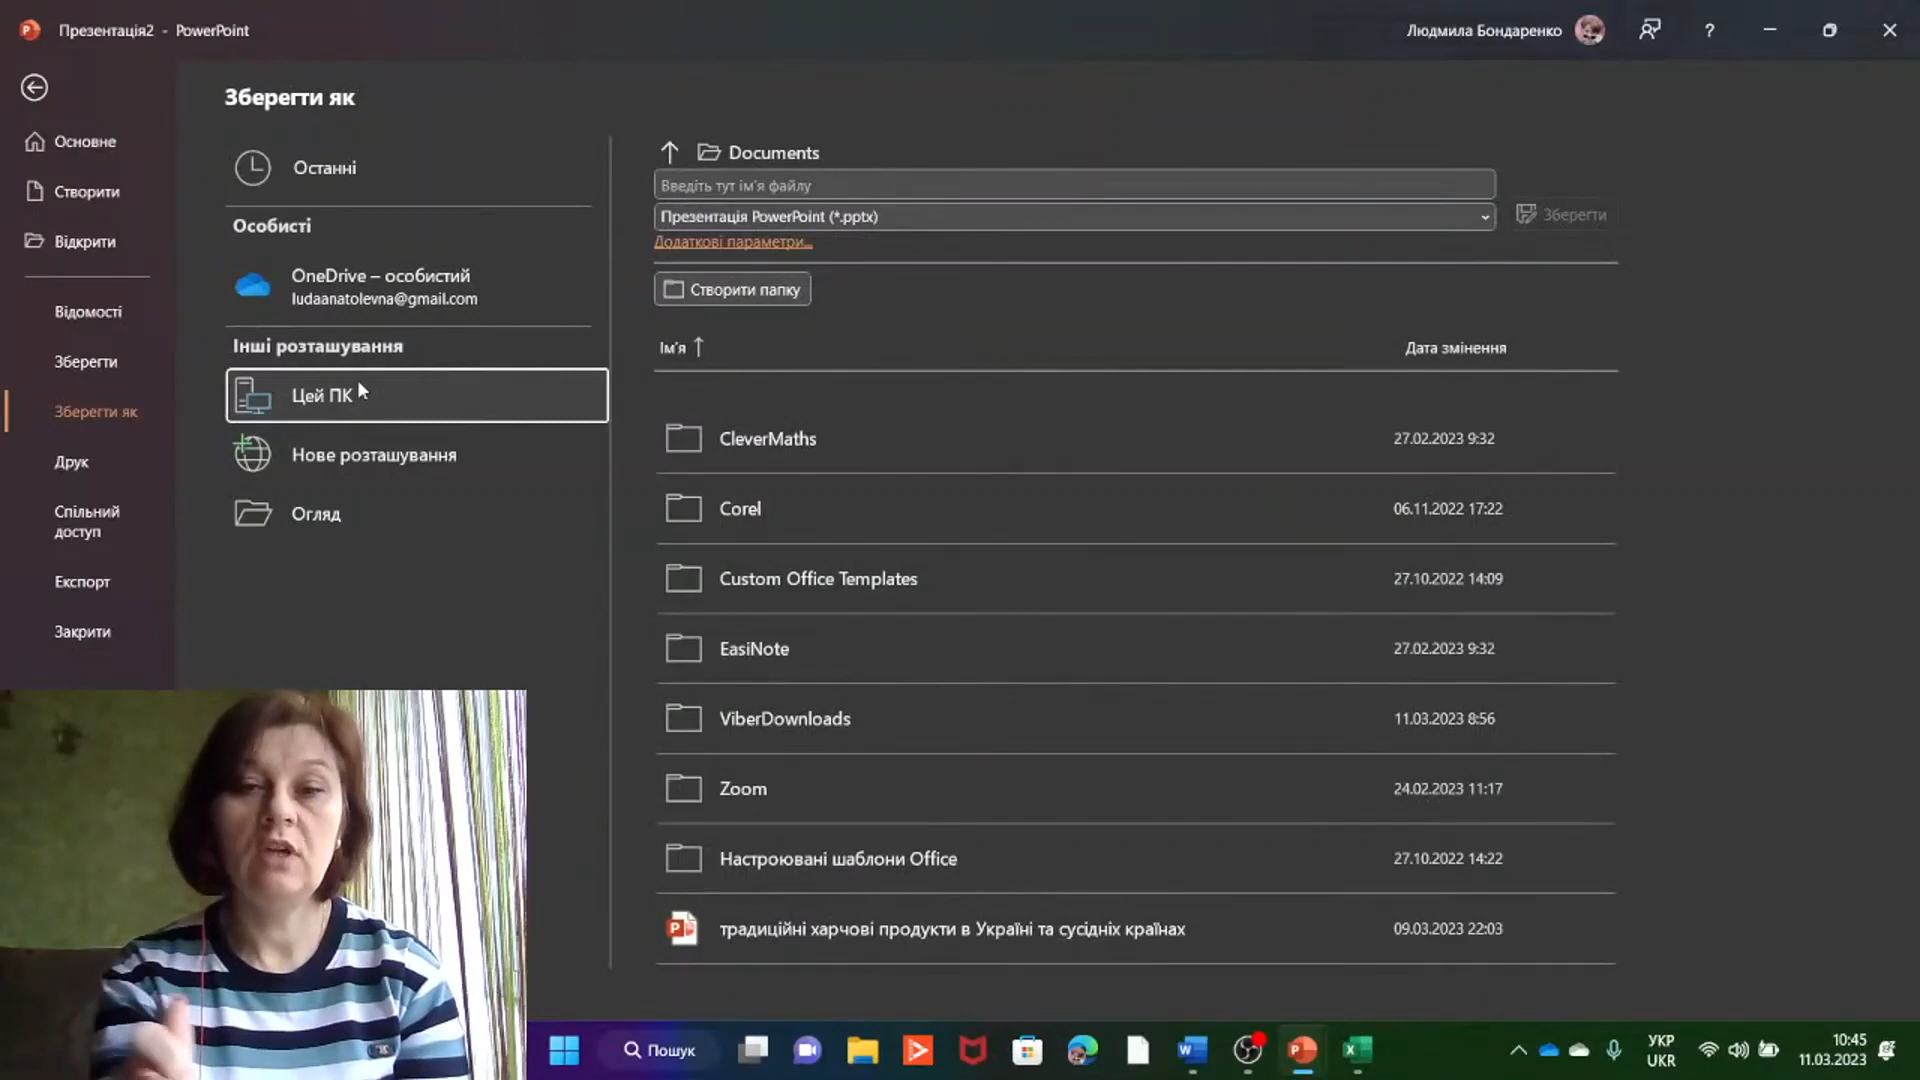 Презентація2 - PowerPoint
Людмила Бондаренко
?
Зберегти як
Основне
Створити
Відкрити
Відомості
Зберегти
Зберегти як
Друк
Спільний
доступ
Експорт
Закрити
Останні
Особисті
OneDrive – особистий
ludaanatolevna@gmail.com
Інші розташування
Цей ПК
Нове розташування
Огляд
Documents
Введіть тут ім'я файлу
Презентація PowerPoint (*.pptx)
Зберегти
Додаткові параметри...
Створити папку
Ім'я
Дата змінення
CleverMaths
27.02.2023 9:32
Corel
06.11.2022 17:22
Custom Office Templates
27.10.2022 14:09
EasiNote
27.02.2023 9:32
ViberDownloads
11.03.2023 8:56
Zoom
24.02.2023 11:17
Настроювані шаблони Office
27.10.2022 14:22
традиційні харчові продукти в Україні та сусідніх країнах
09.03.2023 22:03
Пошук
УКР
UKR
10:45
11.03.2023